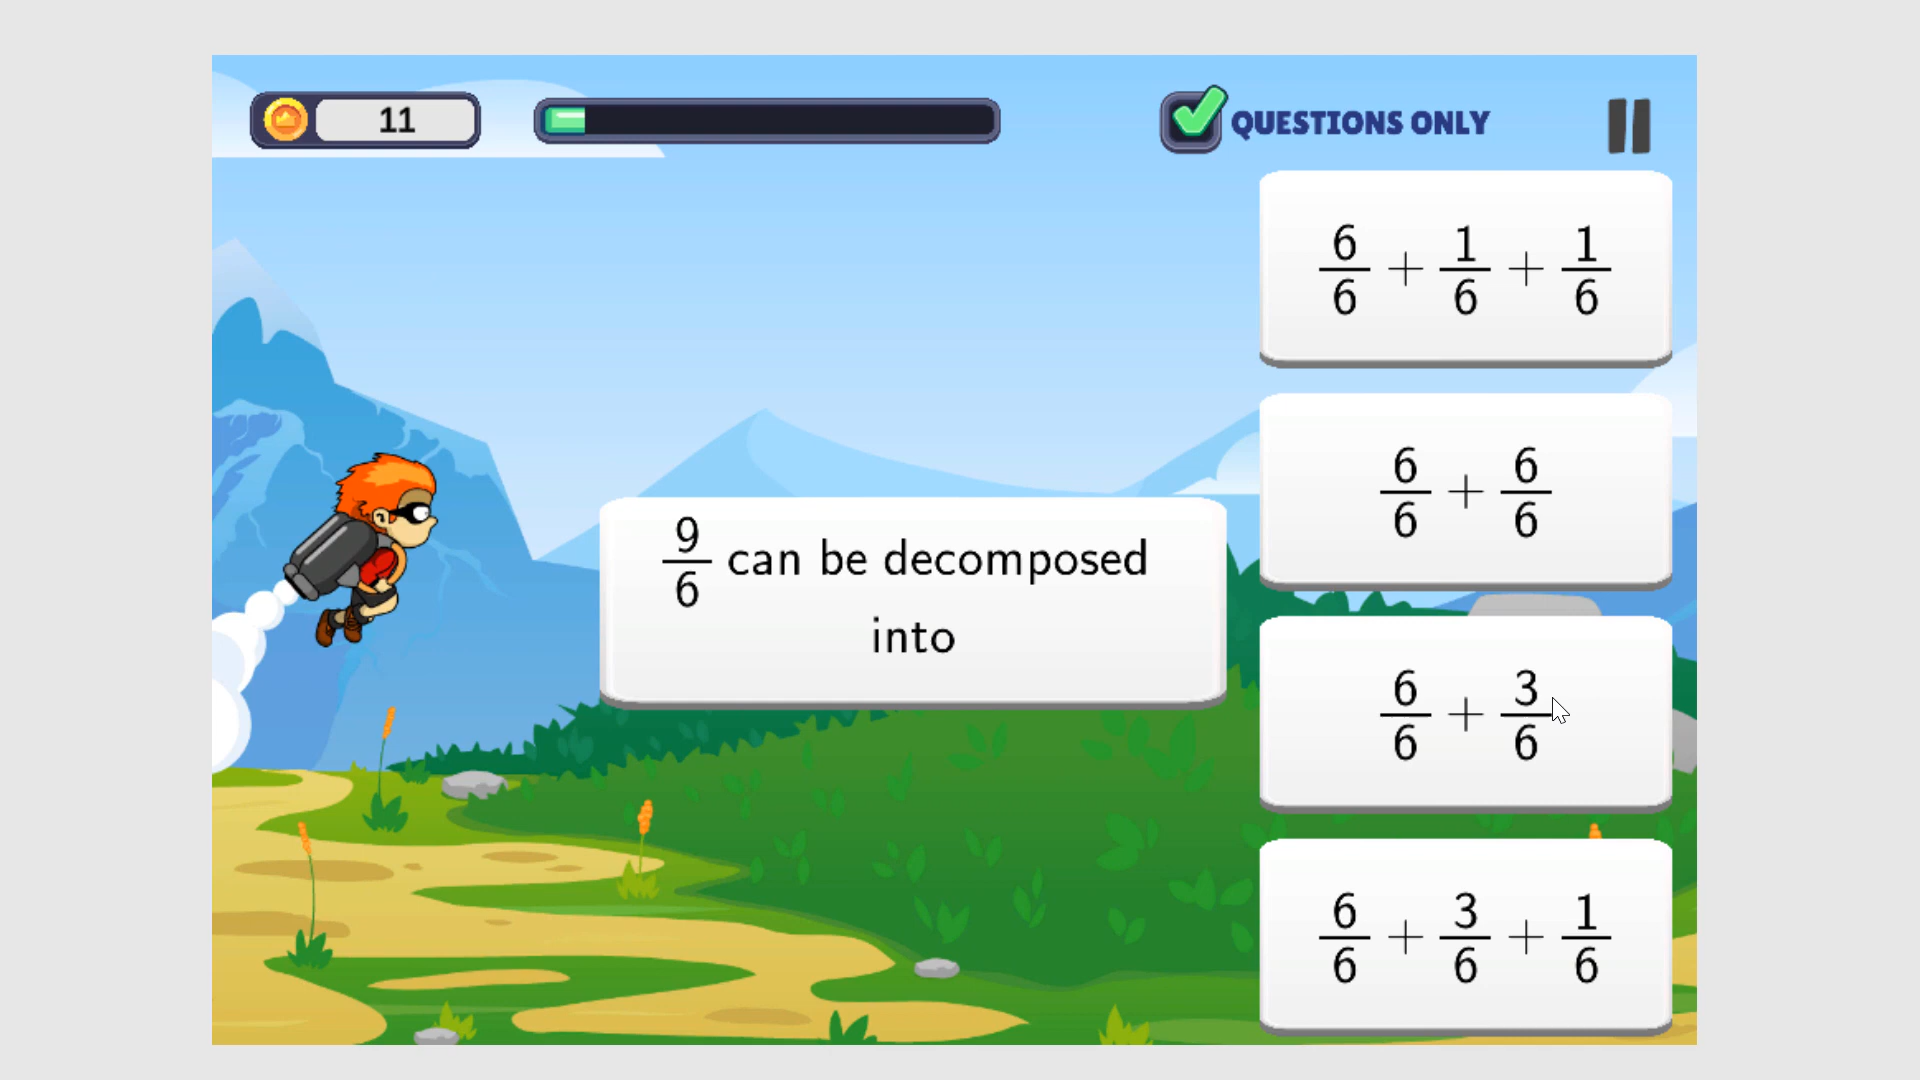 11
QUESTIONS ONLY
6/6 + 1/6 + 1/6
6/6 + 6/6
9/6 can be decomposed
into
6/6 + 3/6
6/6 + 3/6 + 1/6